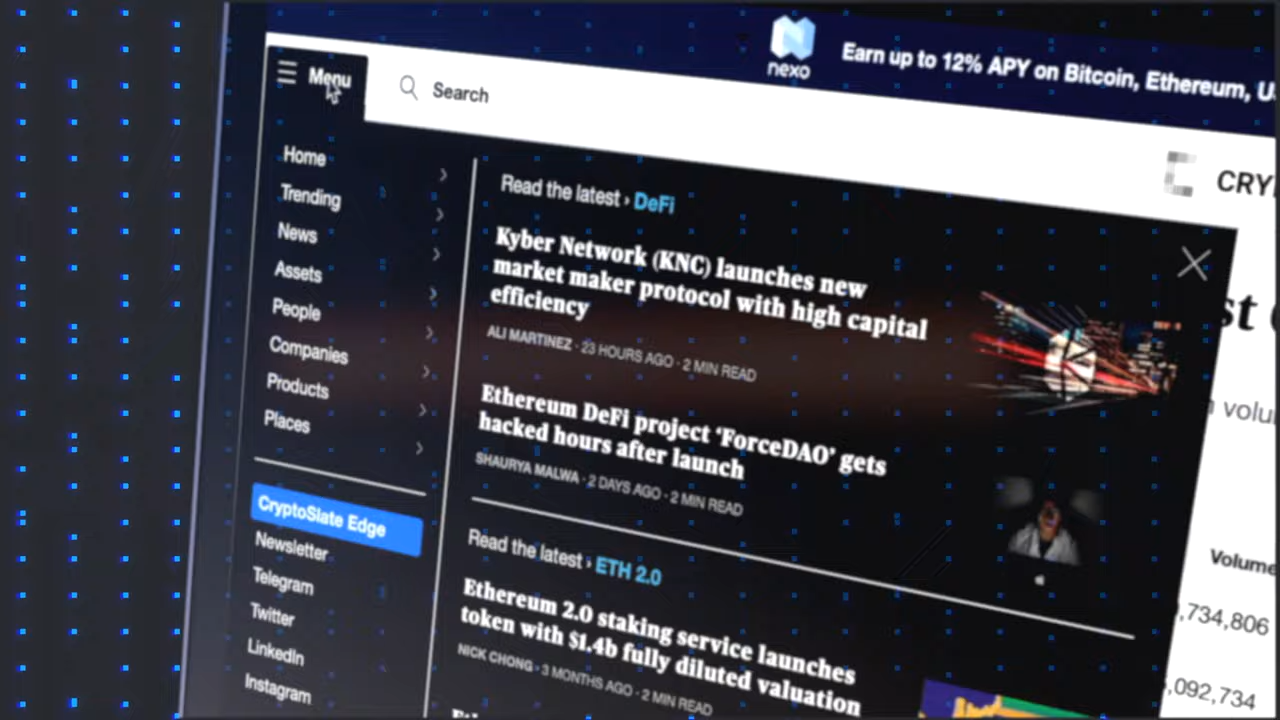 nexo
Earn up to 12% APY on Bitcoin, Ethereum, U
Menu
Search
CRY
Home
Trending
News
Assets
People
Companies
Products
Places
CryptoSlate Edge
Newsletter
Telegram
Twitter
LinkedIn
Instagram
Read the latest › DeFi
Kyber Network (KNC) launches new
market maker protocol with high capital
efficiency
ALI MARTINEZ · 23 HOURS AGO · 2 MIN READ
Ethereum DeFi project ‘ForceDAO’ gets
hacked hours after launch
SHAURYA MALWA · 2 DAYS AGO · 2 MIN READ
Read the latest › ETH 2.0
Ethereum 2.0 staking service launches
token with $1.4b fully diluted valuation
NICK CHONG · 3 MONTHS AGO · 2 MIN READ
st
volu
Volume
,734,806
,092,734